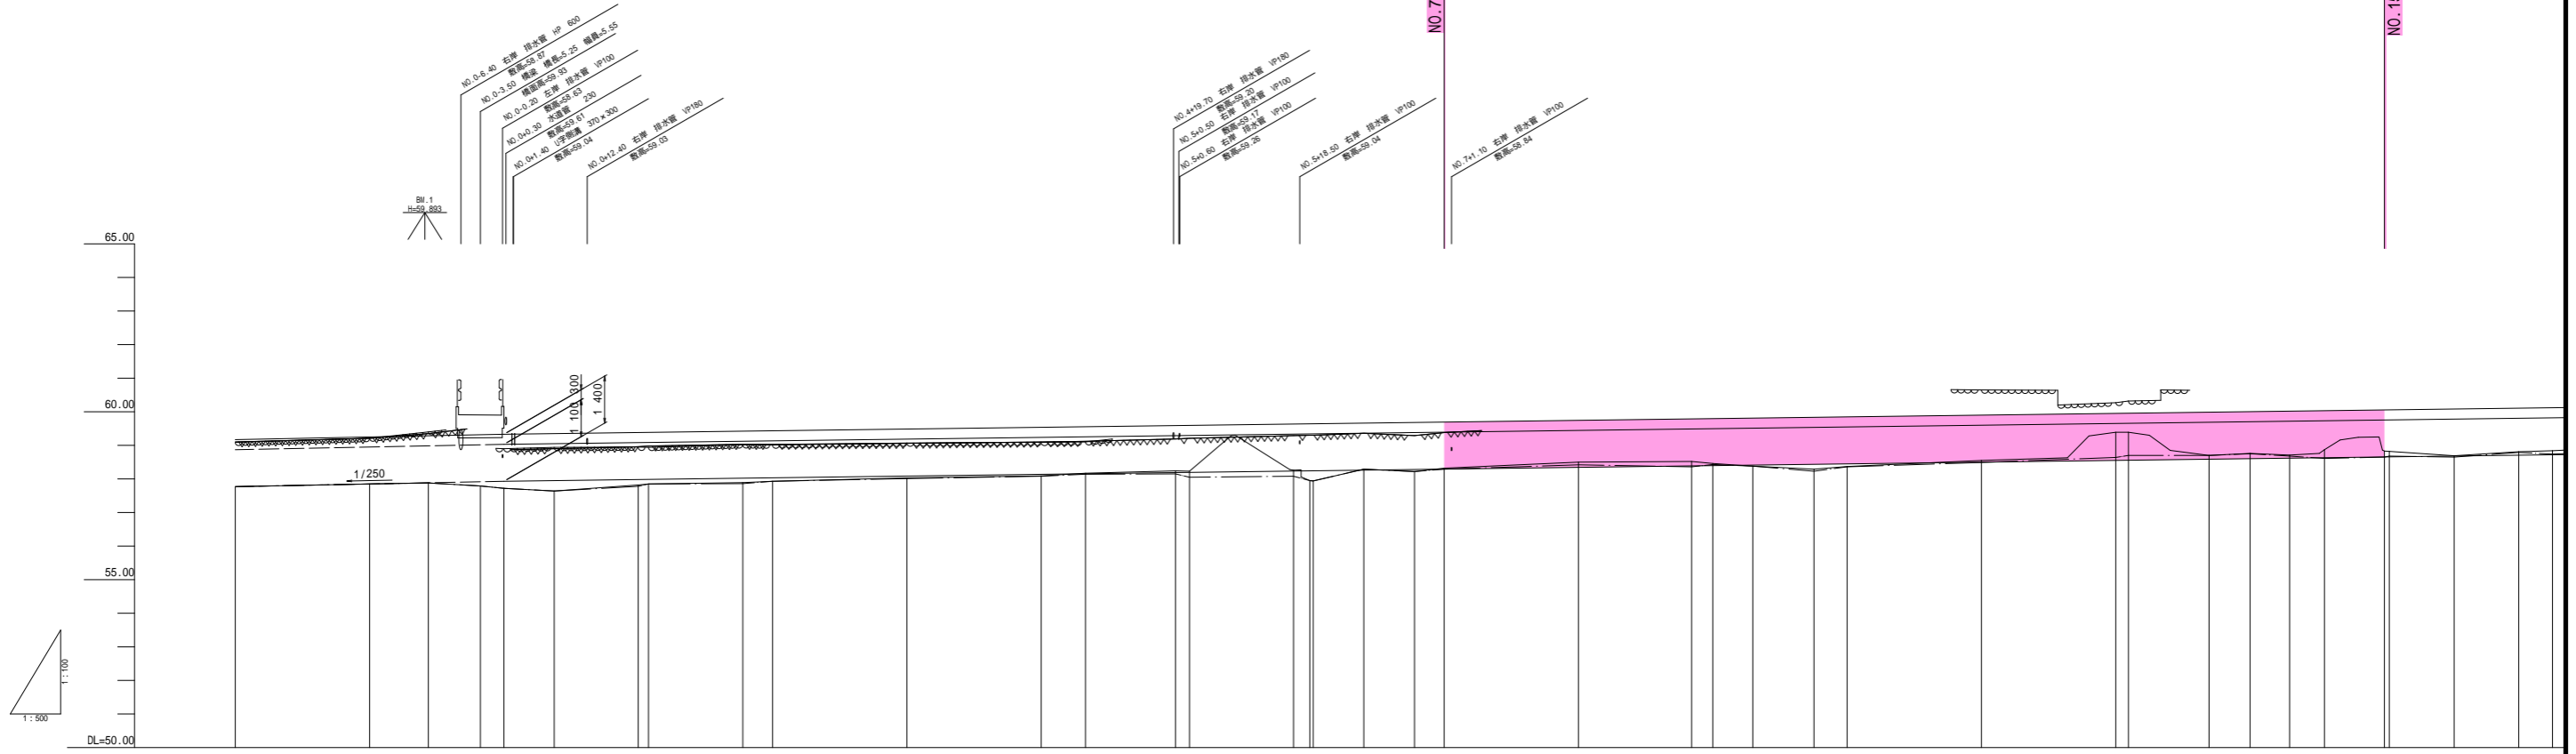 NO.7
NO.15
NO.0-6.40 右岸 排水管 HP 600
敷高=58.87
NO.0-3.50 橋梁 橋長=5.25 幅員=5.55
橋面高=59.93
NO.0-0.20 左岸 排水管 VP100
敷高=58.63
NO.0+0.30 水道管 230
敷高=59.61
NO.0+1.40 U字側溝 370×300
敷高=59.04
NO.0+12.40 右岸 排水管 VP180
敷高=59.03
NO.4+19.70 右岸 排水管 VP180
敷高=59.20
NO.5+0.50 右岸 排水管 VP100
敷高=59.17
NO.5+0.60 右岸 排水管 VP100
敷高=59.26
NO.5+18.50 右岸 排水管 VP100
敷高=59.04
NO.7+1.10 右岸 排水管 VP100
敷高=58.84
BM.1
H=59.893
65.00
60.00
55.00
DL=50.00
1 100
300
1 400
1/250
1:100
1:500